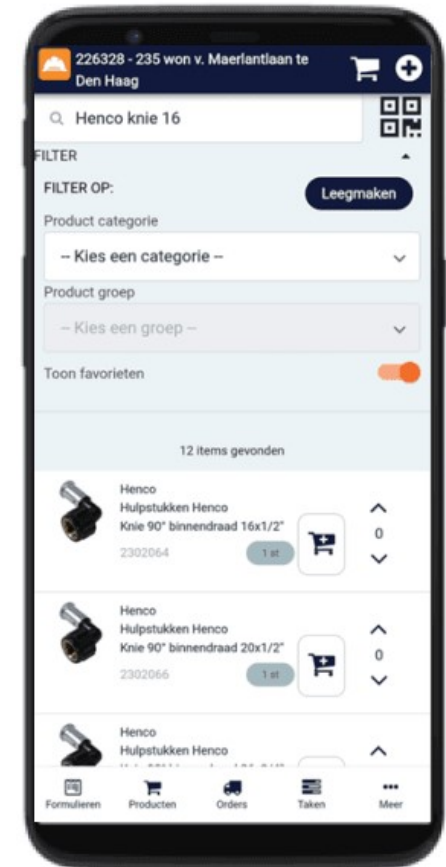 226328 - 235 won v. Maerlantlaan te
Den Haag
Henco knie 16
FILTER
FILTER OP:
Leegmaken
Product categorie
-- Kies een categorie --
Product groep
-- Kies een groep --
Toon favorieten
12 items gevonden
Henco
Hulpstukken Henco
Knie 90° binnendraad 16x1/2"
2302064
1 st
0
Henco
Hulpstukken Henco
Knie 90° binnendraad 20x1/2"
2302066
1 st
0
Henco
Hulpstukken Henco
Formulieren
Producten
Orders
Taken
Meer